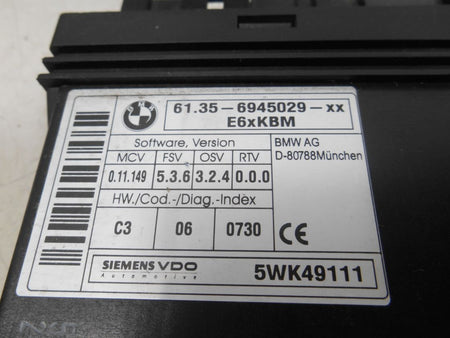 BMW
61.35-6945029-xx
E6xKBM
Software, Version
BMW AG
MCV FSV OSV RTV
D-80788München
0.11.149 5.3.6 3.2.4 0.0.0
HW./Cod.-/Diag.-Index
C3 06 0730 CE
SIEMENS VDO
Automotive
5WK49111